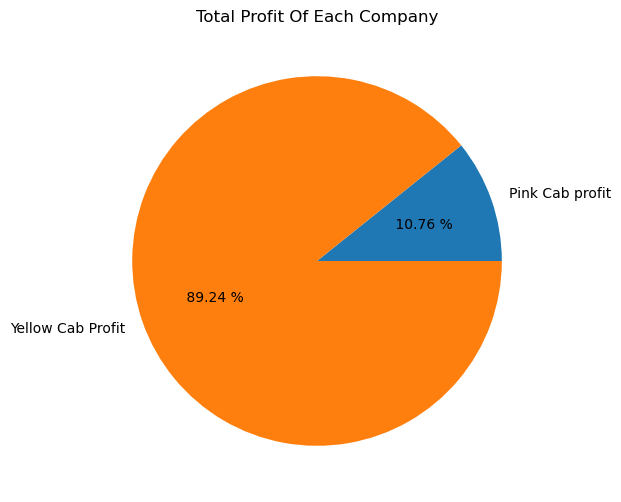 Total Profit Of Each Company
Pink Cab profit
10.76 %
89.24 %
Yellow Cab Profit